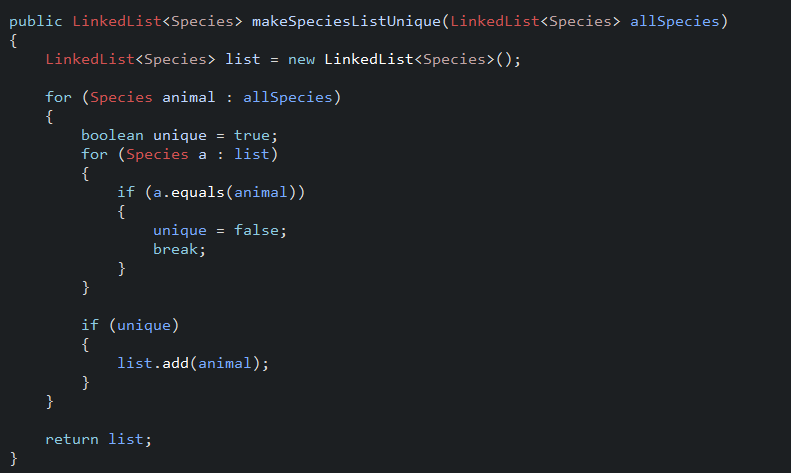 public LinkedList<Species> makeSpeciesListUnique(LinkedList<Species> allSpecies)
{
    LinkedList<Species> list = new LinkedList<Species>();

    for (Species animal : allSpecies)
    {
        boolean unique = true;
        for (Species a : list)
        {
            if (a.equals(animal))
            {
                unique = false;
                break;
            }
        }

        if (unique)
        {
            list.add(animal);
        }
    }

    return list;
}